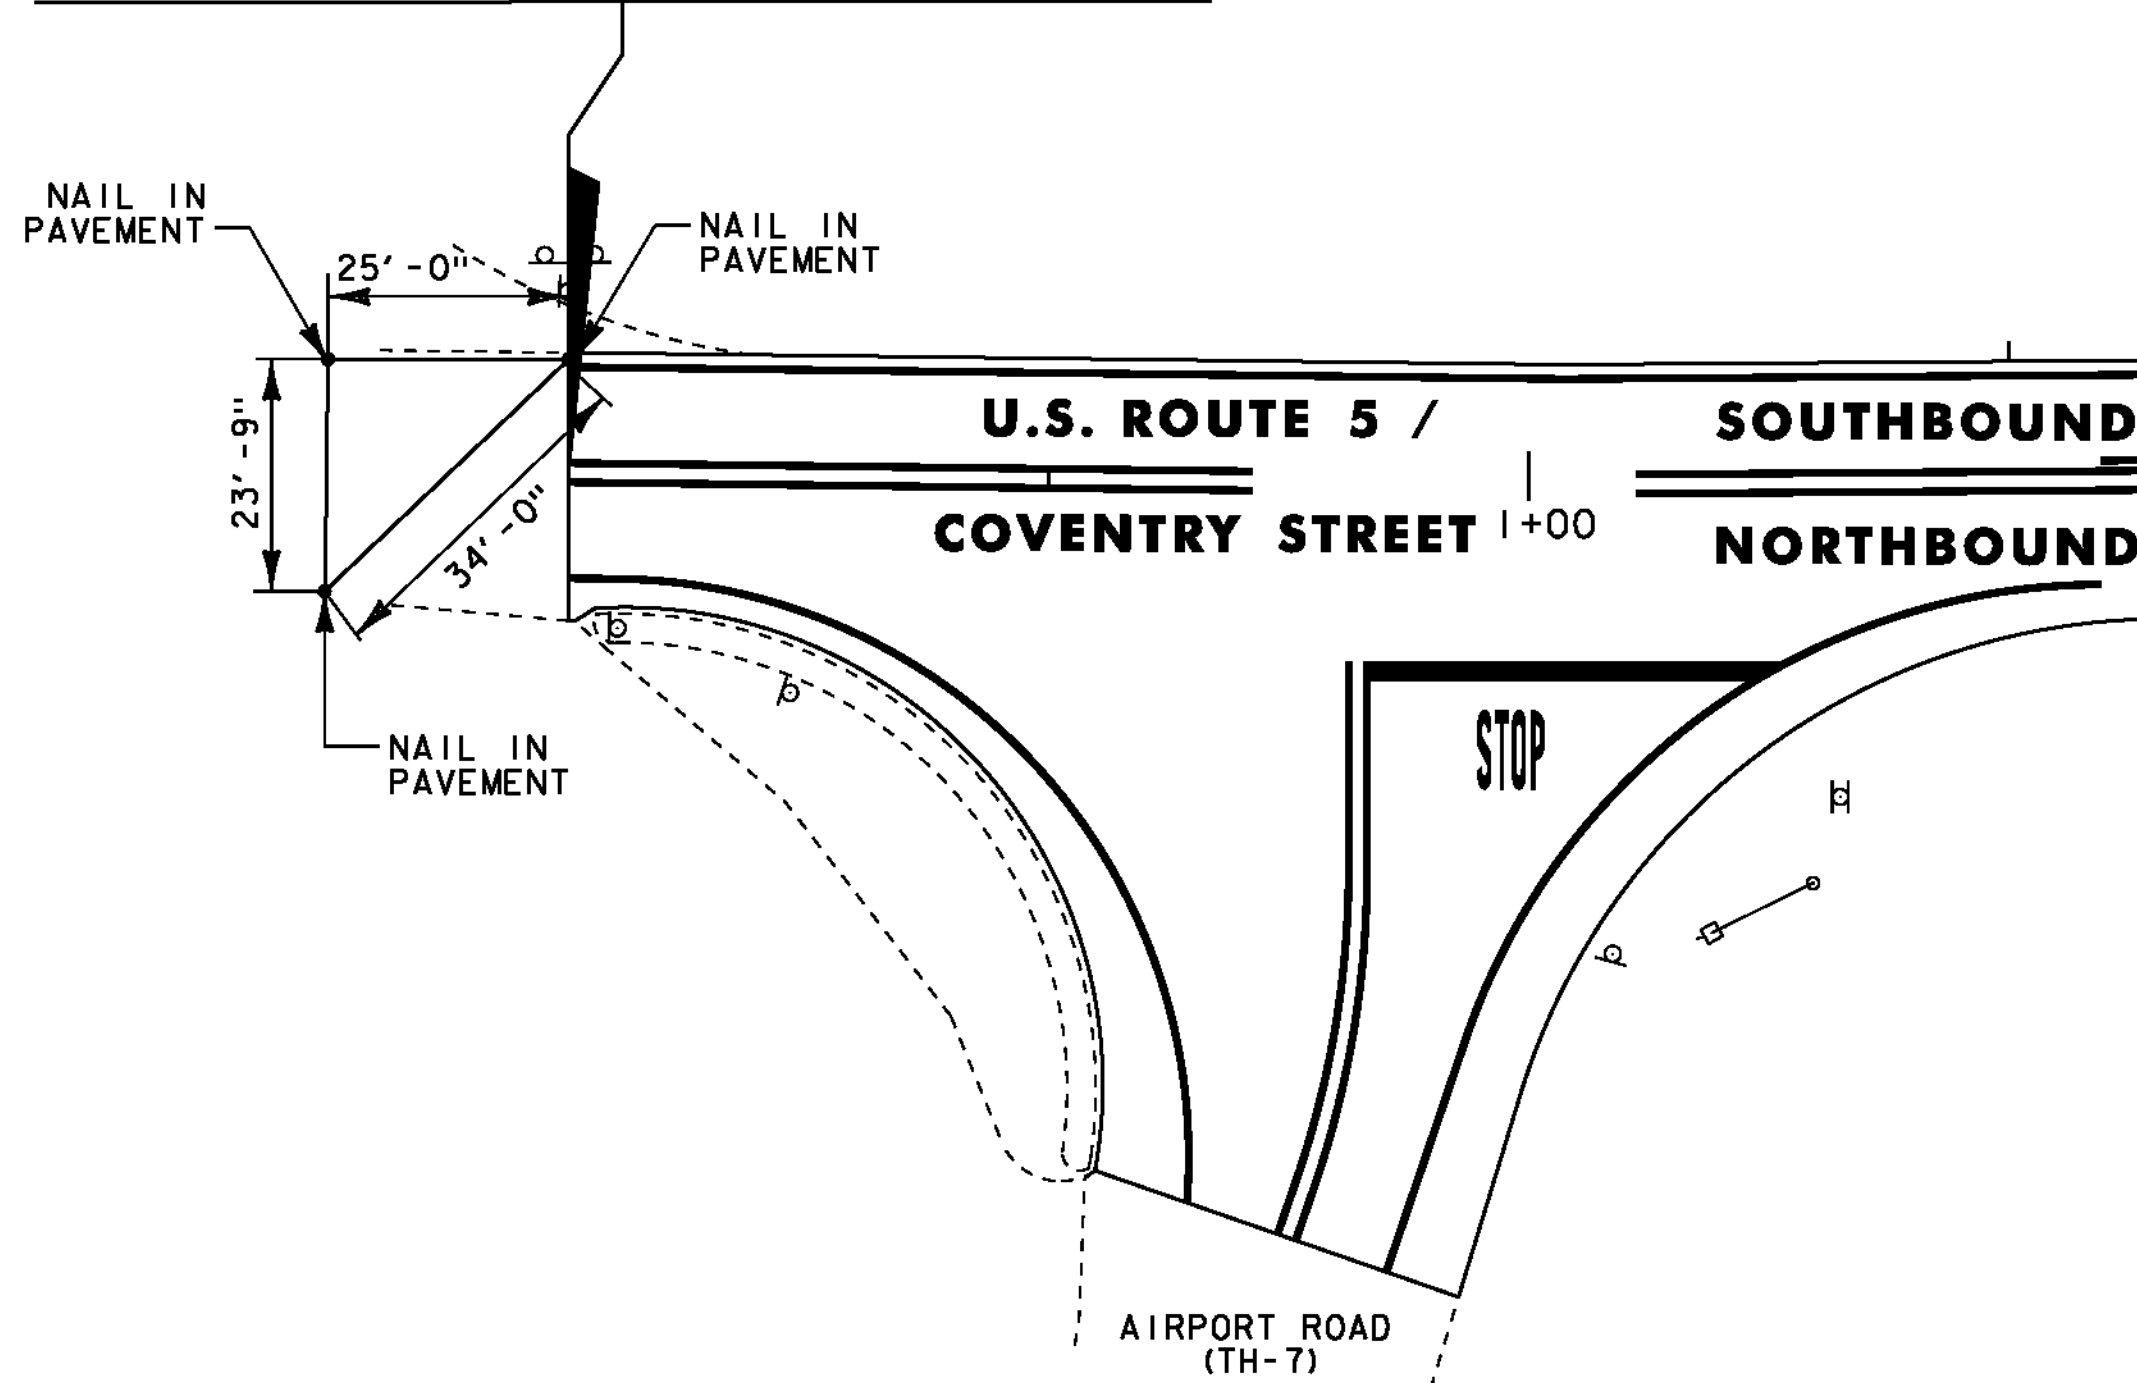 NAIL IN
PAVEMENT
NAIL IN
PAVEMENT
25'-0"
23'-9"
34'-0"
U.S. ROUTE 5 /
SOUTHBOUND
COVENTRY STREET
1+00
NORTHBOUND
STOP
NAIL IN
PAVEMENT
AIRPORT ROAD
(TH-7)